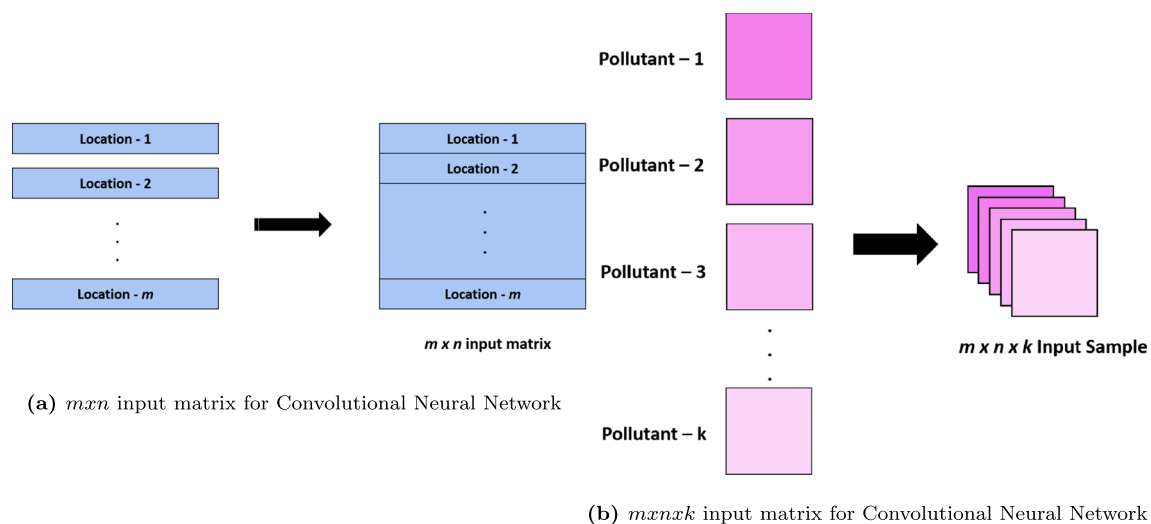 Location - 1
Location - 2
.
.
.
Location - m
Location - 1
Location - 2
.
.
.
Location - m
m x n input matrix
(a) mxn input matrix for Convolutional Neural Network
Pollutant – 1
Pollutant – 2
Pollutant – 3
.
.
.
Pollutant – k
m x n x k Input Sample
(b) mxnxk input matrix for Convolutional Neural Network